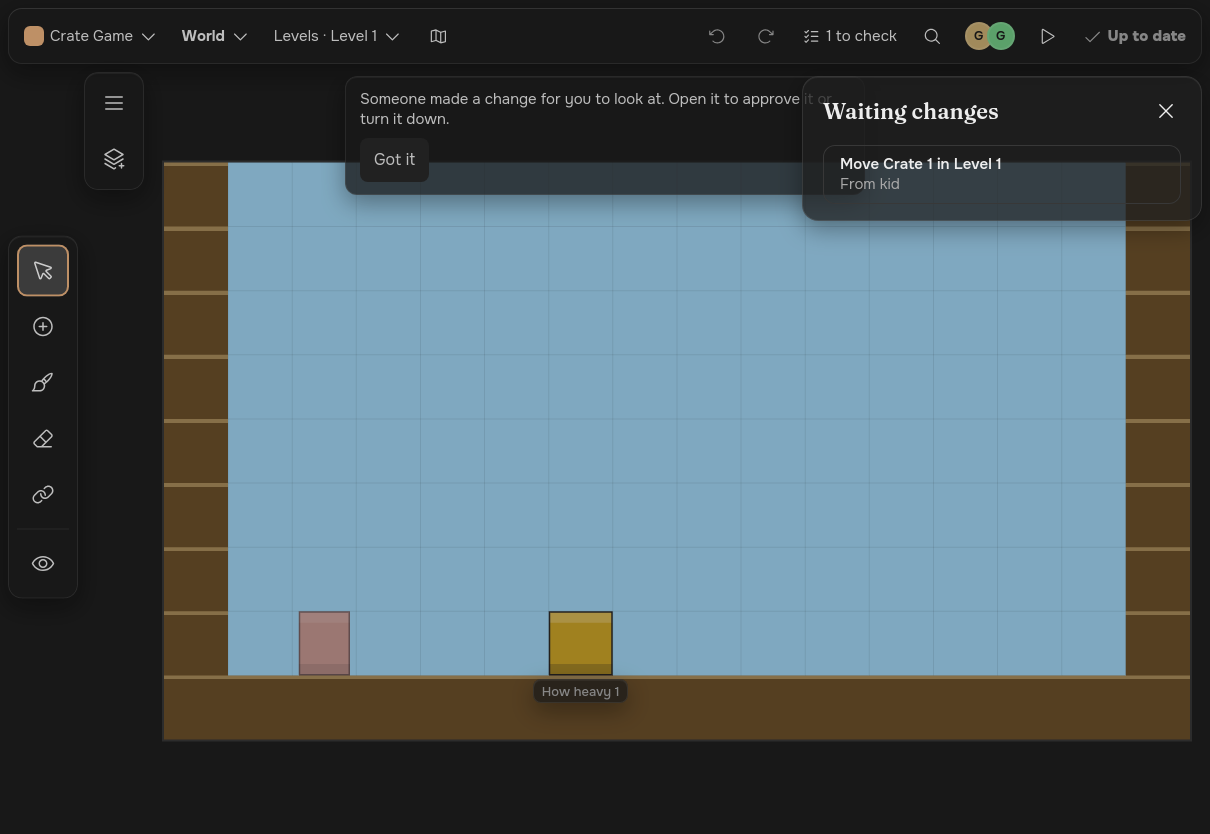 Crate Game
World
Levels · Level 1
1 to check
G
G
Up to date
Someone made a change for you to look at. Open it to approve it or
turn it down.
Got it
Waiting changes
Move Crate 1 in Level 1
From kid
How heavy 1